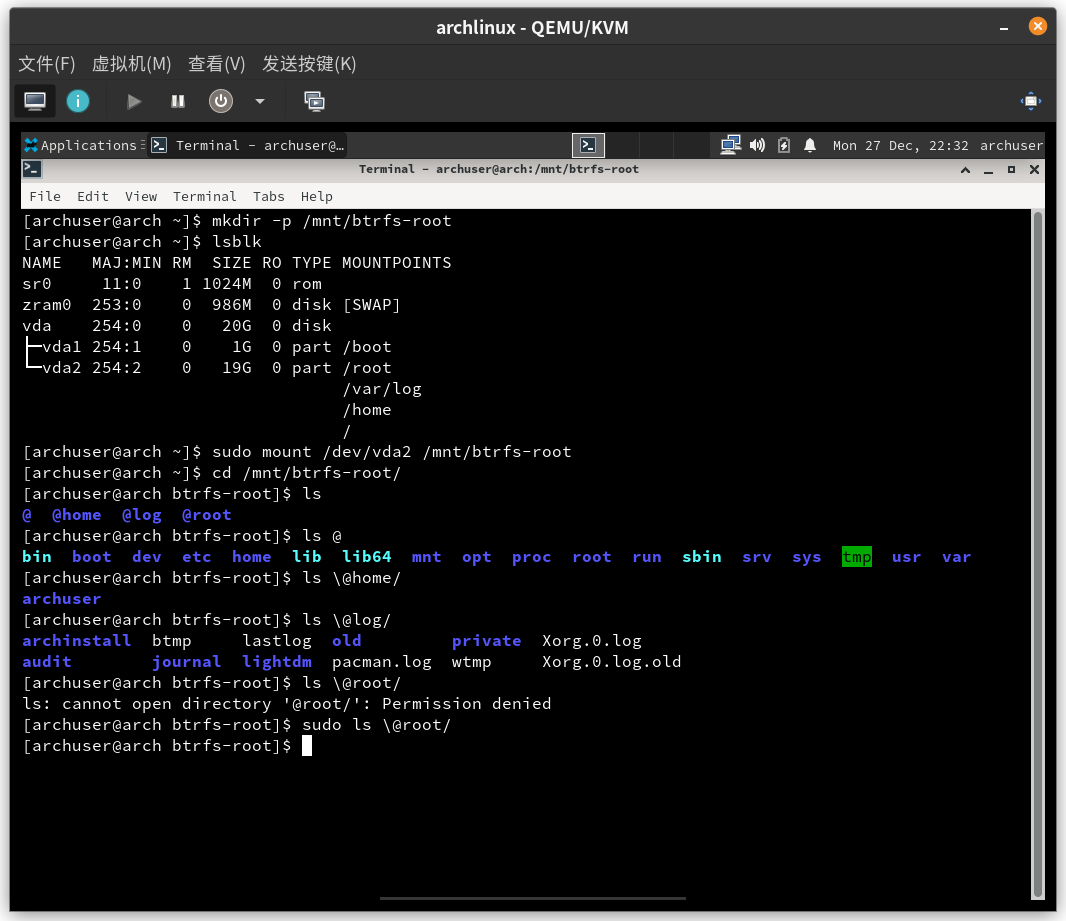 archlinux - QEMU/KVM
文件(F) 虚拟机(M) 查看(V) 发送按键(K)
Applications Terminal - archuser@… Mon 27 Dec, 22:32 archuser
Terminal - archuser@arch:/mnt/btrfs-root
File Edit View Terminal Tabs Help
[archuser@arch ~]$ mkdir -p /mnt/btrfs-root
[archuser@arch ~]$ lsblk
NAME   MAJ:MIN RM  SIZE RO TYPE MOUNTPOINTS
sr0     11:0    1 1024M  0 rom
zram0  253:0    0  986M  0 disk [SWAP]
vda    254:0    0   20G  0 disk
├─vda1 254:1    0    1G  0 part /boot
└─vda2 254:2    0   19G  0 part /root
                                /var/log
                                /home
                                /
[archuser@arch ~]$ sudo mount /dev/vda2 /mnt/btrfs-root
[archuser@arch ~]$ cd /mnt/btrfs-root/
[archuser@arch btrfs-root]$ ls
@  @home  @log  @root
[archuser@arch btrfs-root]$ ls @
bin  boot  dev  etc  home  lib  lib64  mnt  opt  proc  root  run  sbin  srv  sys  tmp  usr  var
[archuser@arch btrfs-root]$ ls \@home/
archuser
[archuser@arch btrfs-root]$ ls \@log/
archinstall  btmp     lastlog  old         private  Xorg.0.log
audit        journal  lightdm  pacman.log  wtmp     Xorg.0.log.old
[archuser@arch btrfs-root]$ ls \@root/
ls: cannot open directory '@root/': Permission denied
[archuser@arch btrfs-root]$ sudo ls \@root/
[archuser@arch btrfs-root]$